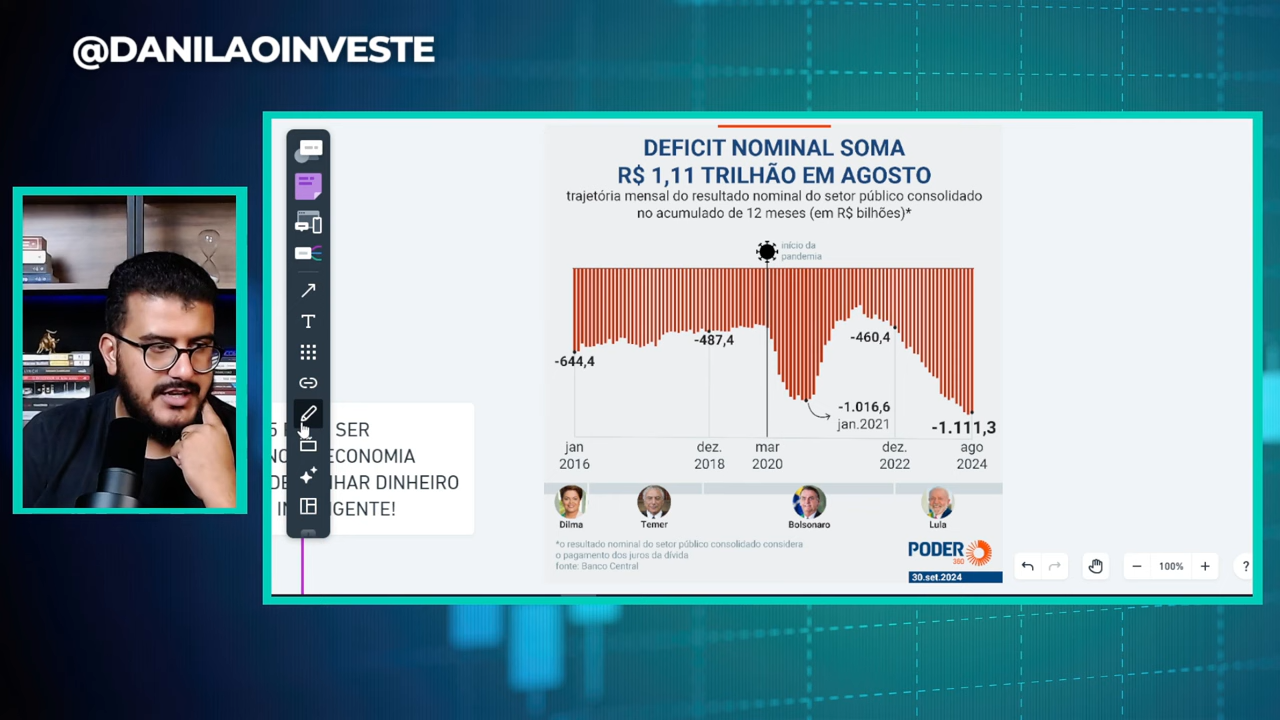 @DANILAOINVESTE
DEFICIT NOMINAL SOMA
R$ 1,11 TRILHÃO EM AGOSTO
trajetória mensal do resultado nominal do setor público consolidado
no acumulado de 12 meses (em R$ bilhões)*
início da
pandemia
-644,4
-487,4
-460,4
-1.016,6
jan.2021
-1.111,3
jan
2016
dez.
2018
mar
2020
dez.
2022
ago
2024
Dilma
Temer
Bolsonaro
Lula
*o resultado nominal do setor público consolidado considera
o pagamento dos juros da dívida
fonte: Banco Central
PODER
360
30.set.2024
SER
ECONOMIA
DINHEIRO
100%
?
T